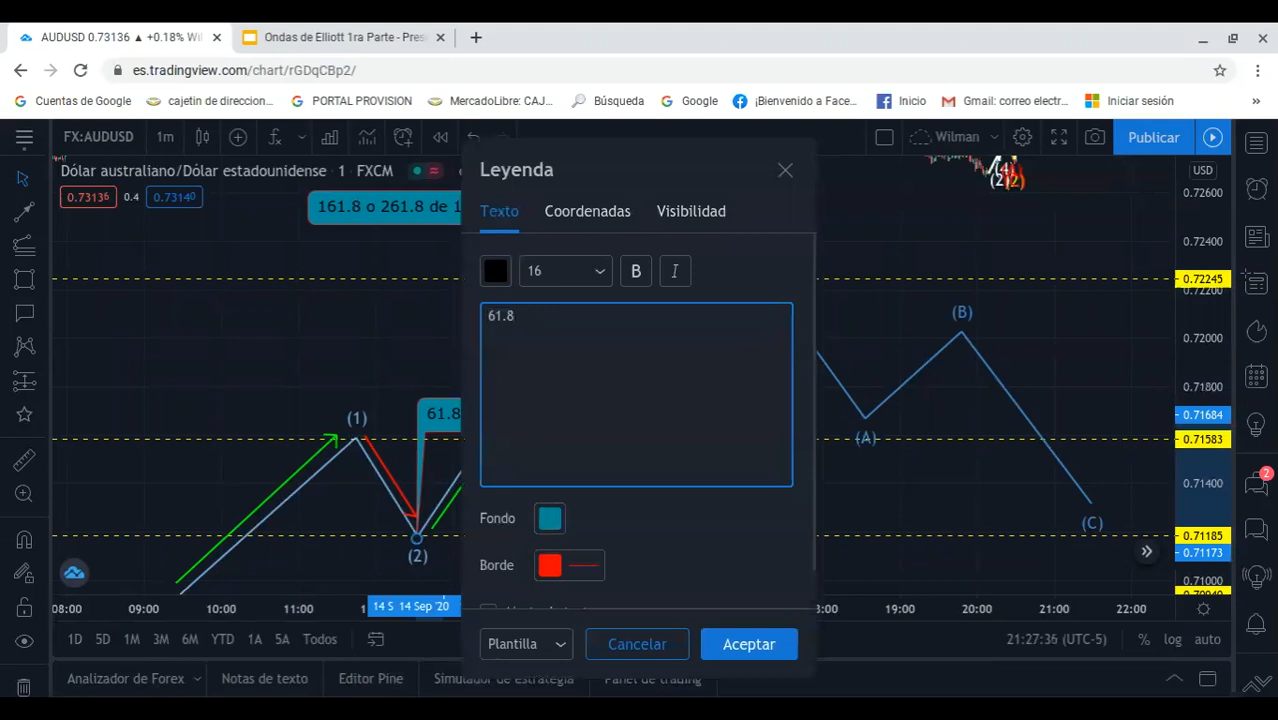 AUDUSD 0.73136 ▲ +0.18% Wil
Ondas de Elliott 1ra Parte - Pres
es.tradingview.com/chart/rGDqCBp2/
Cuentas de Google
cajetin de direccion...
PORTAL PROVISION
MercadoLibre: CAJ...
Búsqueda
Google
¡Bienvenido a Face...
Inicio
Gmail: correo electr...
Iniciar sesión
»
FX:AUDUSD
1m
Wilman
Publicar
Dólar australiano/Dólar estadounidense · 1 · FXCM
0.73136
0.4
0.73140
161.8 o 261.8 de 1
Leyenda
Texto
Coordenadas
Visibilidad
16
B
I
61.8
Fondo
Borde
Plantilla
Cancelar
Aceptar
(1)
61.8
(2)
(4)
(2)
(2)
(A)
(B)
(C)
USD
0.72600
0.72400
0.72245
0.72200
0.72000
0.71800
0.71684
0.71583
0.71400
0.71185
0.71173
0.71000
2
08:00
09:00
10:00
11:00
14 S
14 Sep '20
19:00
20:00
21:00
22:00
1D
5D
1M
3M
6M
YTD
1A
5A
Todos
21:27:36 (UTC-5)
%
log
auto
Analizador de Forex
Notas de texto
Editor Pine
Simulador de estrategia
Panel de trading